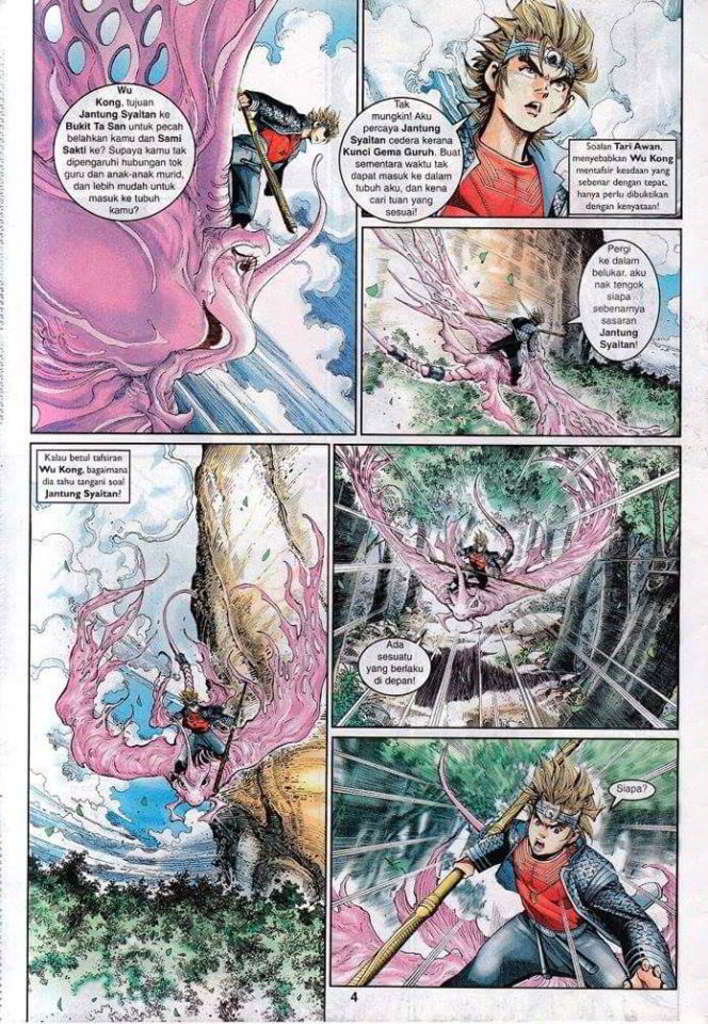 Wu
Kong, tujuan
Jantung Syaitan ke
Bukit Ta San untuk pecah
belahkan kamu dan Sami
Sakti ke? Supaya kamu tak
dipengaruhi hubungan tok
guru dan anak-anak murid,
dan lebih mudah untuk
masuk ke tubuh
kamu?
Tak
mungkin! Aku
percaya Jantung
Syaitan cedera kerana
Kunci Gema Guruh. Buat
sementara waktu tak
dapat masuk ke dalam
tubuh aku, dan kena
cari tuan yang
sesuai!
Soalan Tari Awan,
menyebabkan Wu Kong
mentafsir keadaan yang
sebenar dengan tepat,
hanya perlu dibuktikan
dengan kenyataan!
Pergi
ke dalam
belukar, aku
nak tengok
siapa
sebenarnya
sasaran
Jantung
Syaitan!
Kalau betul tafsiran
Wu Kong, bagaimana
dia tahu tangani soal
Jantung Syaitan?
Ada
sesuatu
yang berlaku
di depan!
Siapa?
4